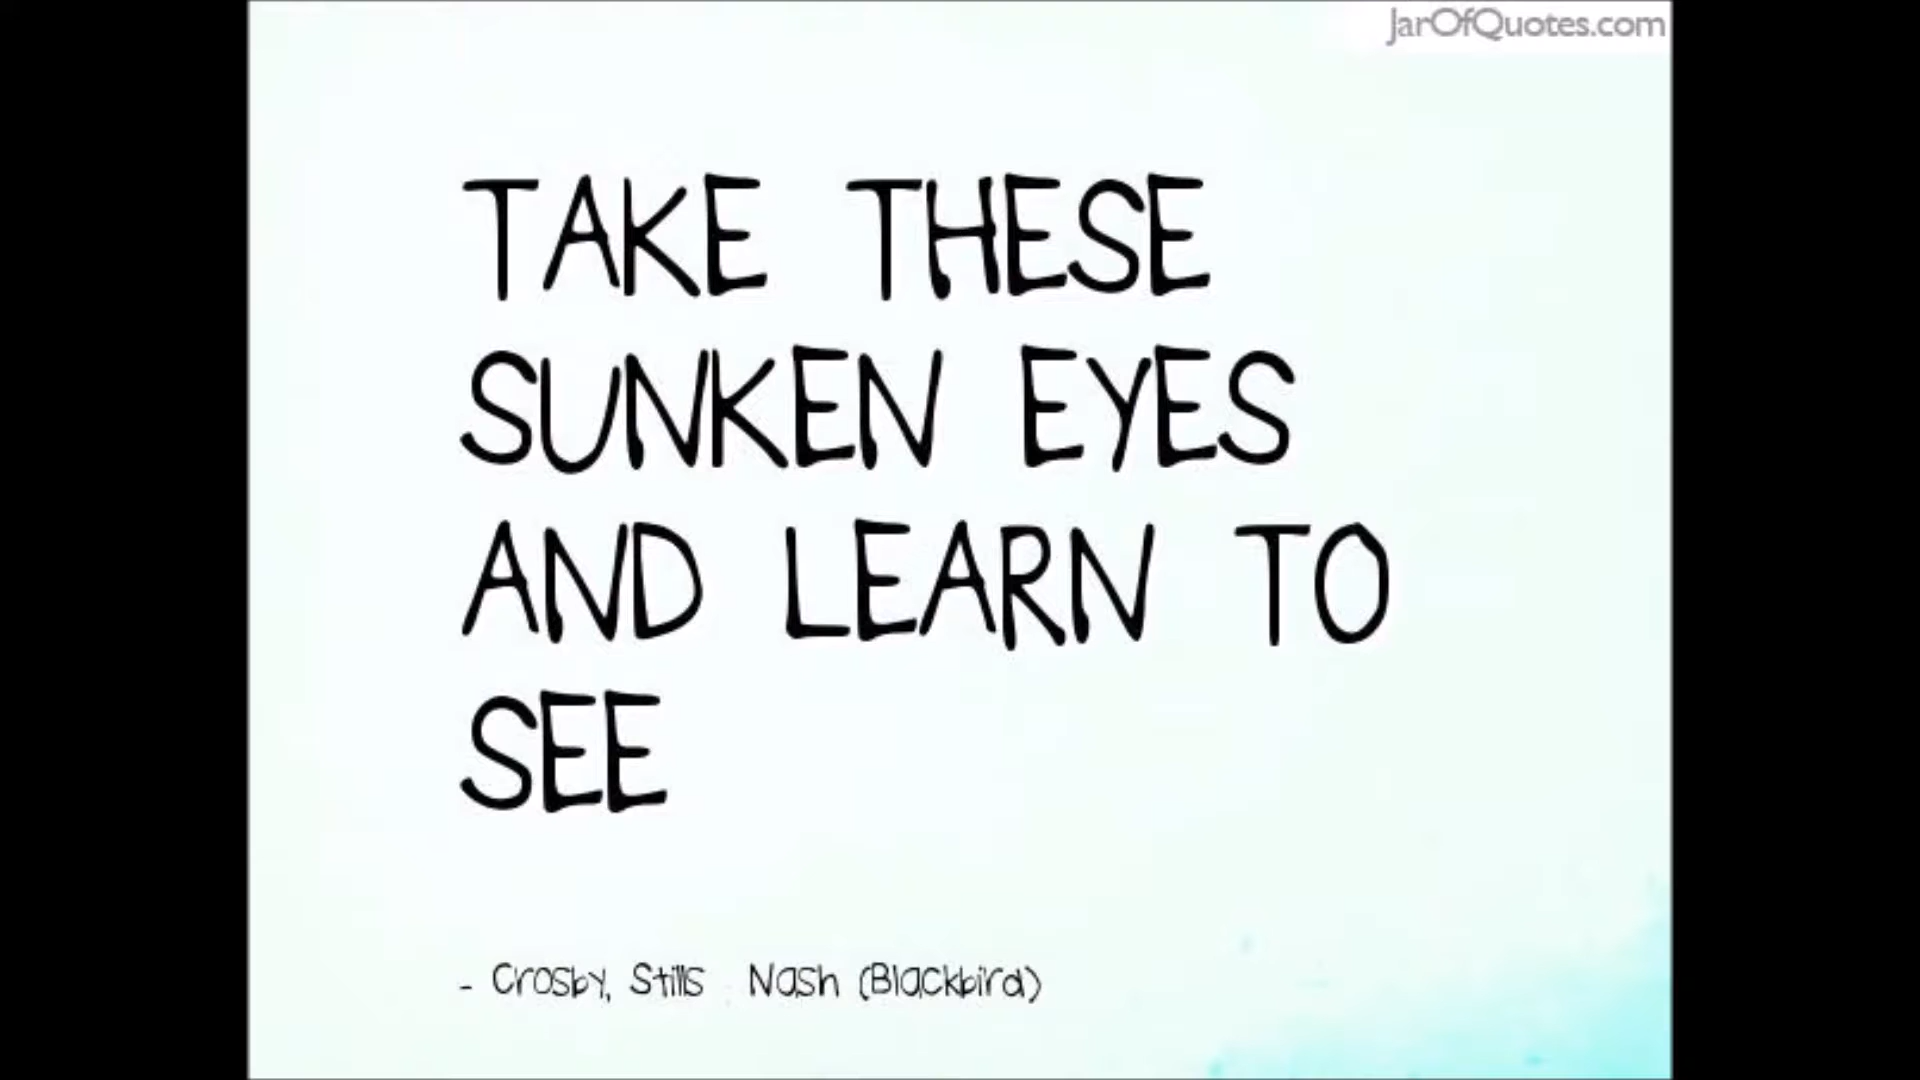 JarOfQuotes.com
TAKE THESE
SUNKEN EYES
AND LEARN TO
SEE
- Crosby, Stills Nash (Blackbird)